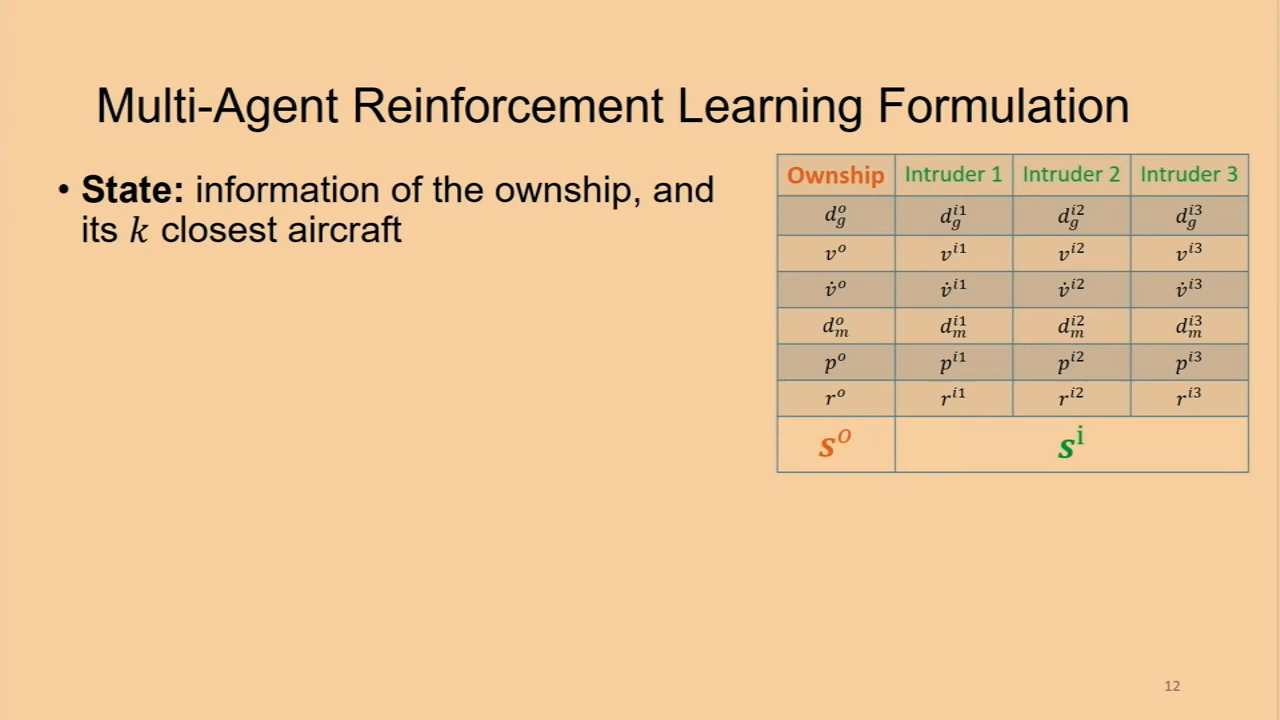 Multi-Agent Reinforcement Learning Formulation
• State: information of the ownship, and
its k closest aircraft
Ownship Intruder 1 Intruder 2 Intruder 3
d_g^o d_g^{i1} d_g^{i2} d_g^{i3}
v^o v^{i1} v^{i2} v^{i3}
v̇^o v̇^{i1} v̇^{i2} v̇^{i3}
d_m^o d_m^{i1} d_m^{i2} d_m^{i3}
p^o p^{i1} p^{i2} p^{i3}
r^o r^{i1} r^{i2} r^{i3}
s^o s^i
12